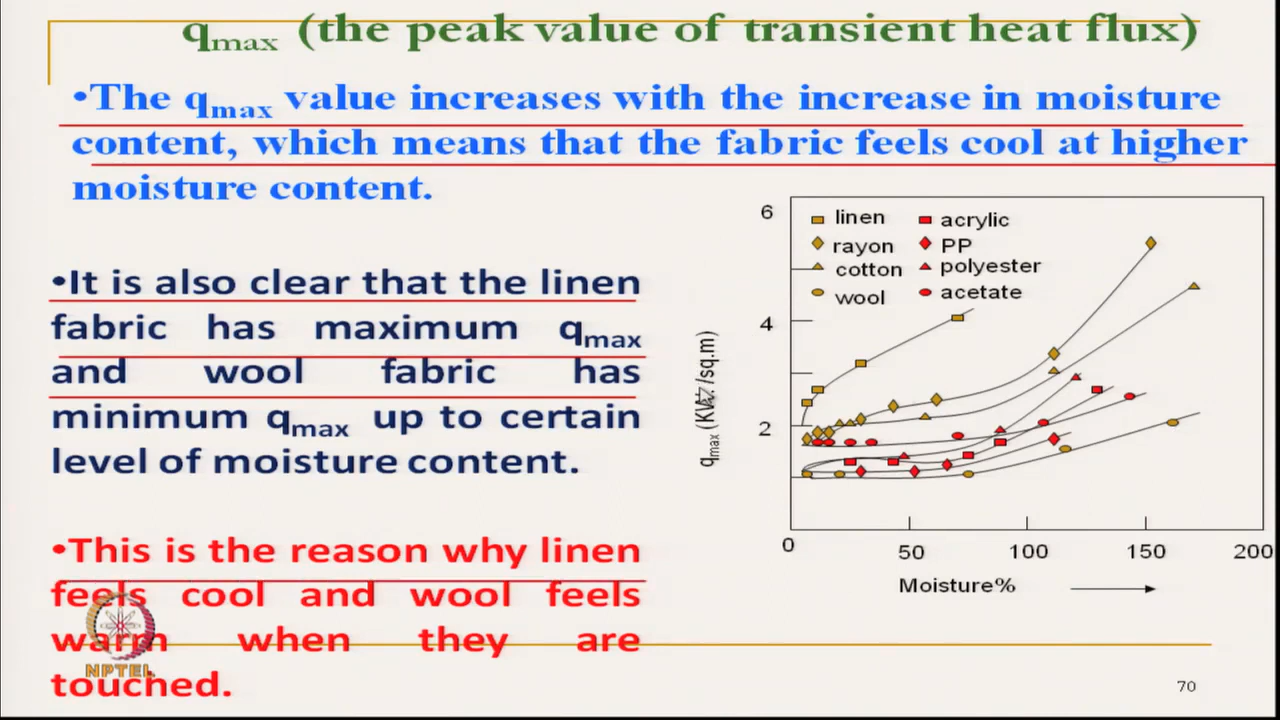 qmax (the peak value of transient heat flux)
•The qmax value increases with the increase in moisture
content, which means that the fabric feels cool at higher
moisture content.
•It is also clear that the linen
fabric has maximum qmax
and wool fabric has
minimum qmax up to certain
level of moisture content.
•This is the reason why linen
feels cool and wool feels
warm when they are
touched.
6
4
2
0
50
100
150
200
linen
rayon
cotton
wool
acrylic
PP
polyester
acetate
qmax /sq.m)
Moisture%
NPTEL
70